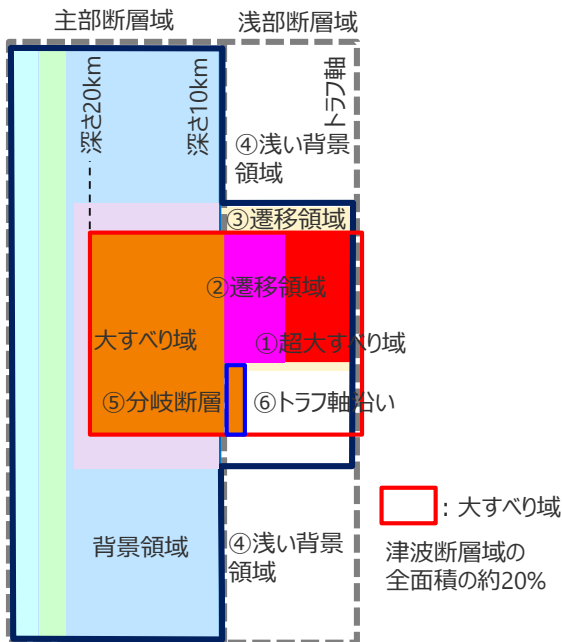 主部断層域
浅部断層域
深さ20km
深さ10km
トラフ軸
④浅い背景
領域
③遷移領域
②遷移領域
大すべり域
①超大すべり域
⑤分岐断層
⑥トラフ軸沿い
背景領域
④浅い背景
領域
：大すべり域
津波断層域の
全面積の約20%